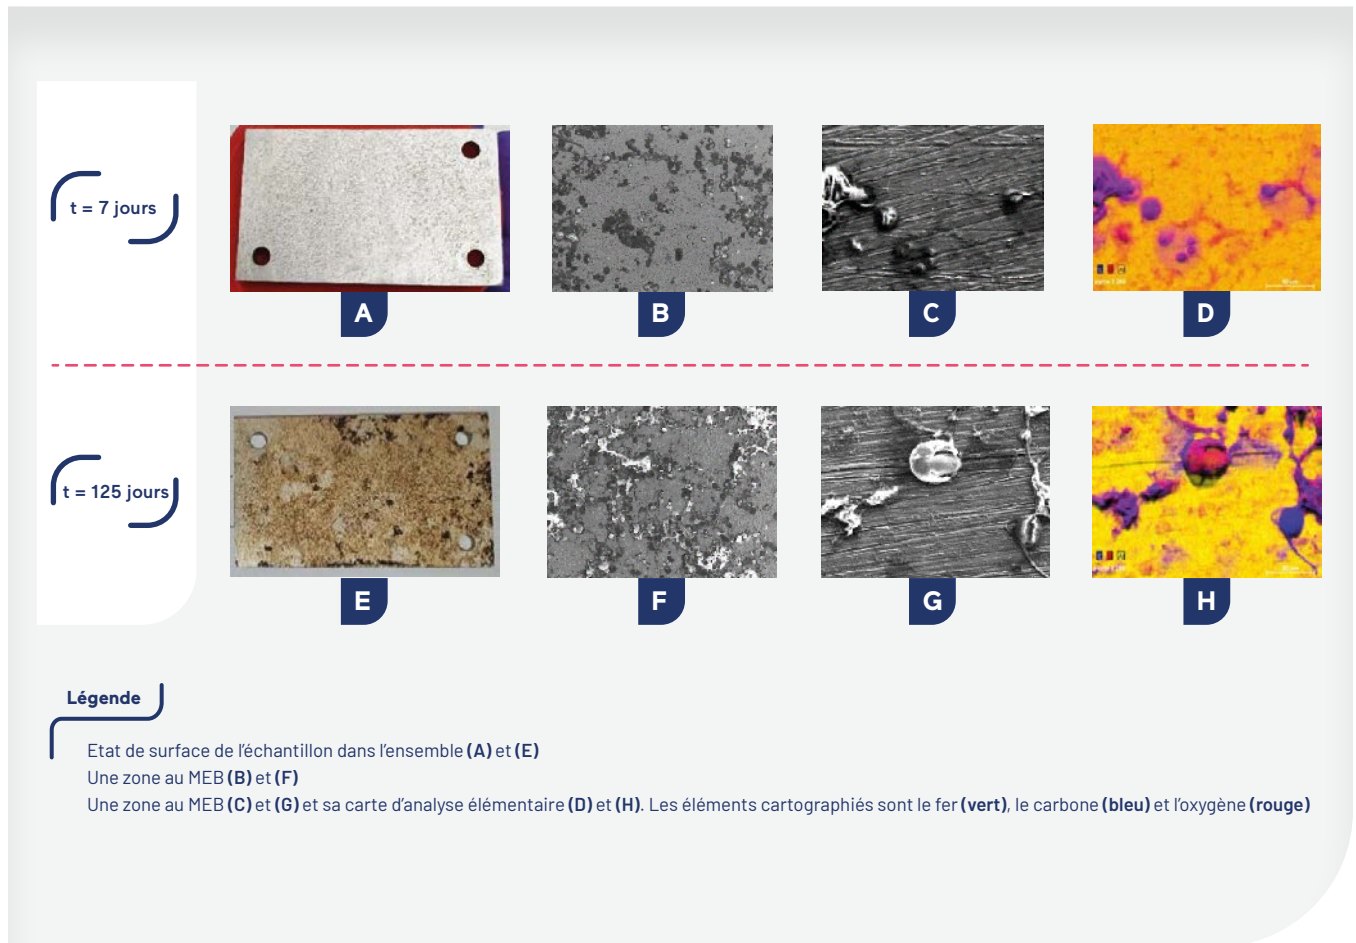 t = 7 jours
A
B
C
D
t = 125 jours
E
F
G
H
Légende
Etat de surface de l'échantillon dans l'ensemble (A) et (E)
Une zone au MEB (B) et (F)
Une zone au MEB (C) et (G) et sa carte d'analyse élémentaire (D) et (H). Les éléments cartographiés sont le fer (vert), le carbone (bleu) et l'oxygène (rouge)